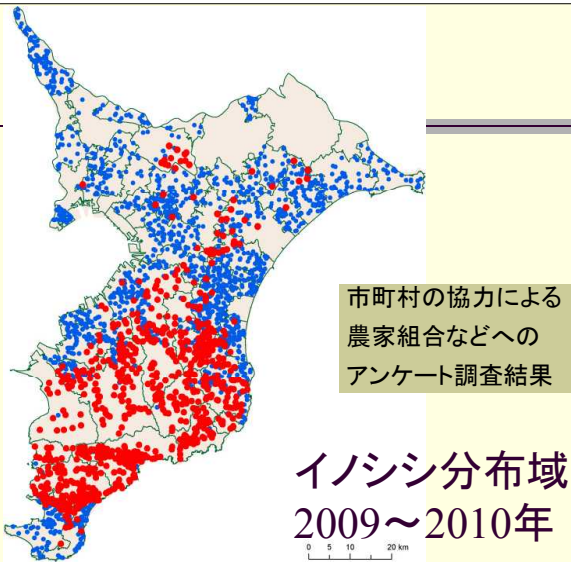 市町村の協力による
農家組合などへの
アンケート調査結果
イノシシ分布域
2009～2010年
0 5 10 20 km